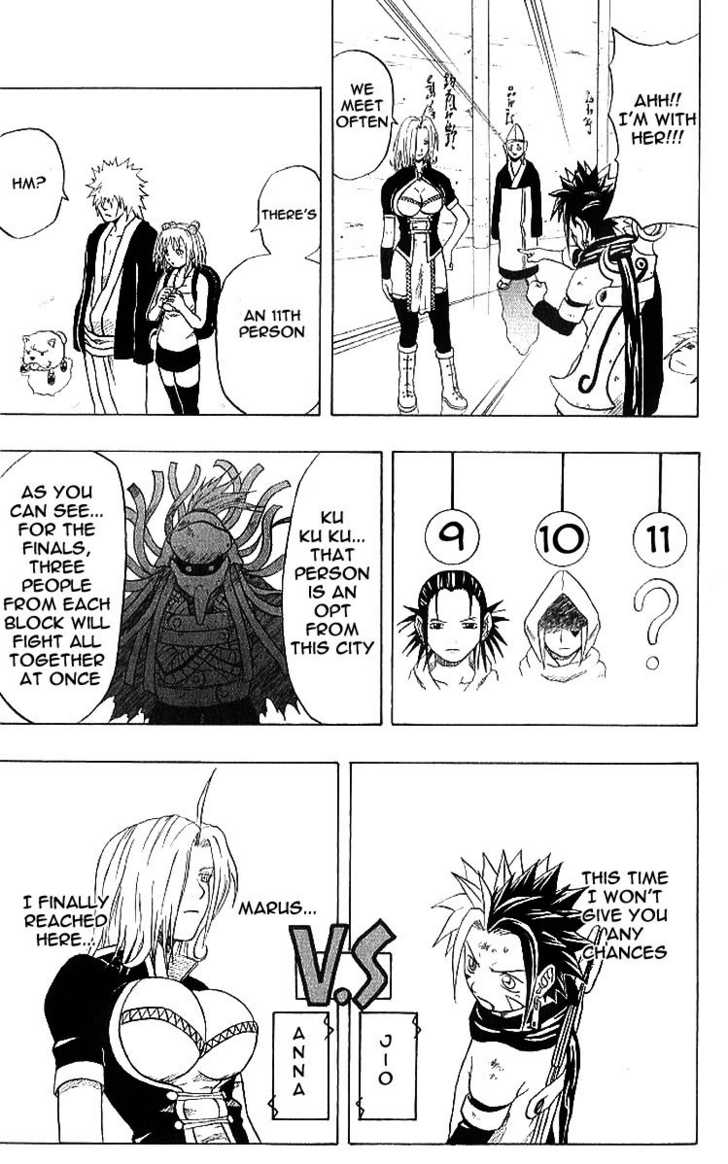 AHH!!
I'M WITH
HER!!!
WE
MEET
OFTEN
THERE'S
AN 11TH
PERSON
HM?
9
10
11
?
KU
KU KU...
THAT
PERSON
IS AN
OPT
FROM
THIS CITY
AS YOU
CAN SEE...
FOR THE
FINALS,
THREE
PEOPLE
FROM EACH
BLOCK WILL
FIGHT ALL
TOGETHER
AT ONCE
THIS TIME
I WON'T
GIVE YOU
ANY
CHANCES
JIO
V.S
MARUS...
I FINALLY
REACHED
HERE...
ANNA